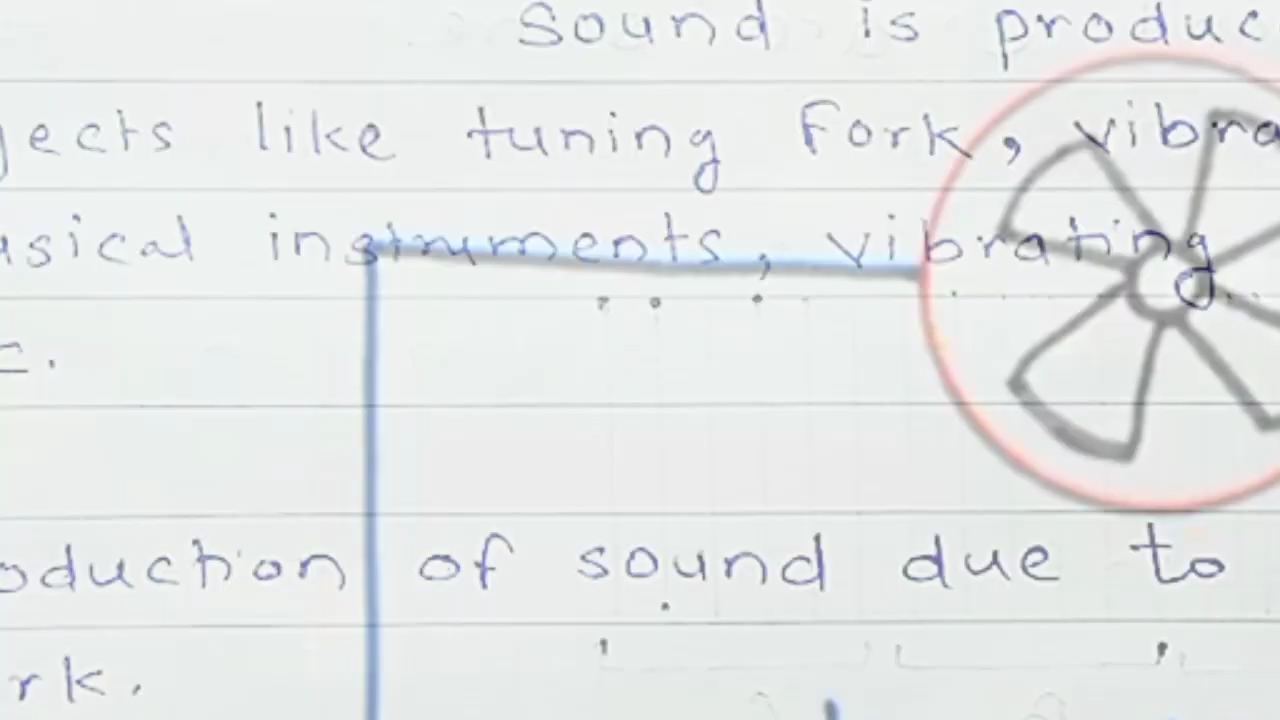 Sound is produc
jects like tuning fork, vibra
usical instruments, vibrating
c.
oduction of sound due to
rk.